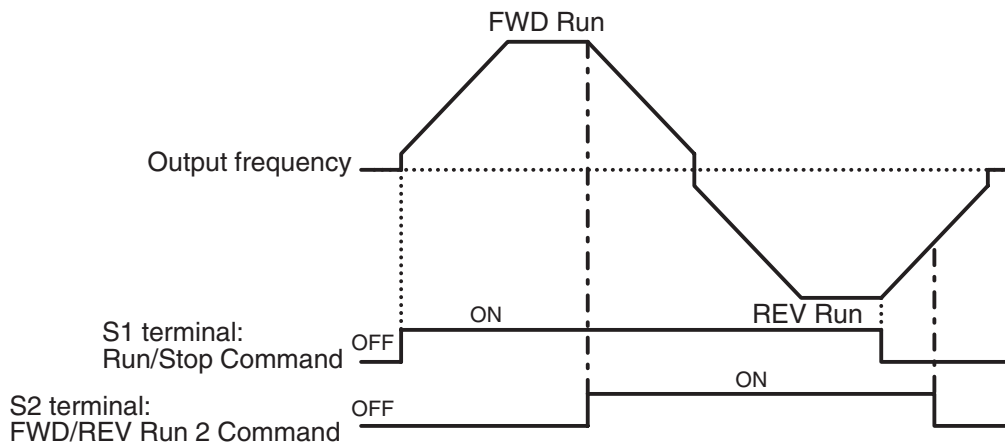 FWD Run
Output frequency
REV Run
S1 terminal:
Run/Stop Command
OFF
ON
S2 terminal:
FWD/REV Run 2 Command
OFF
ON